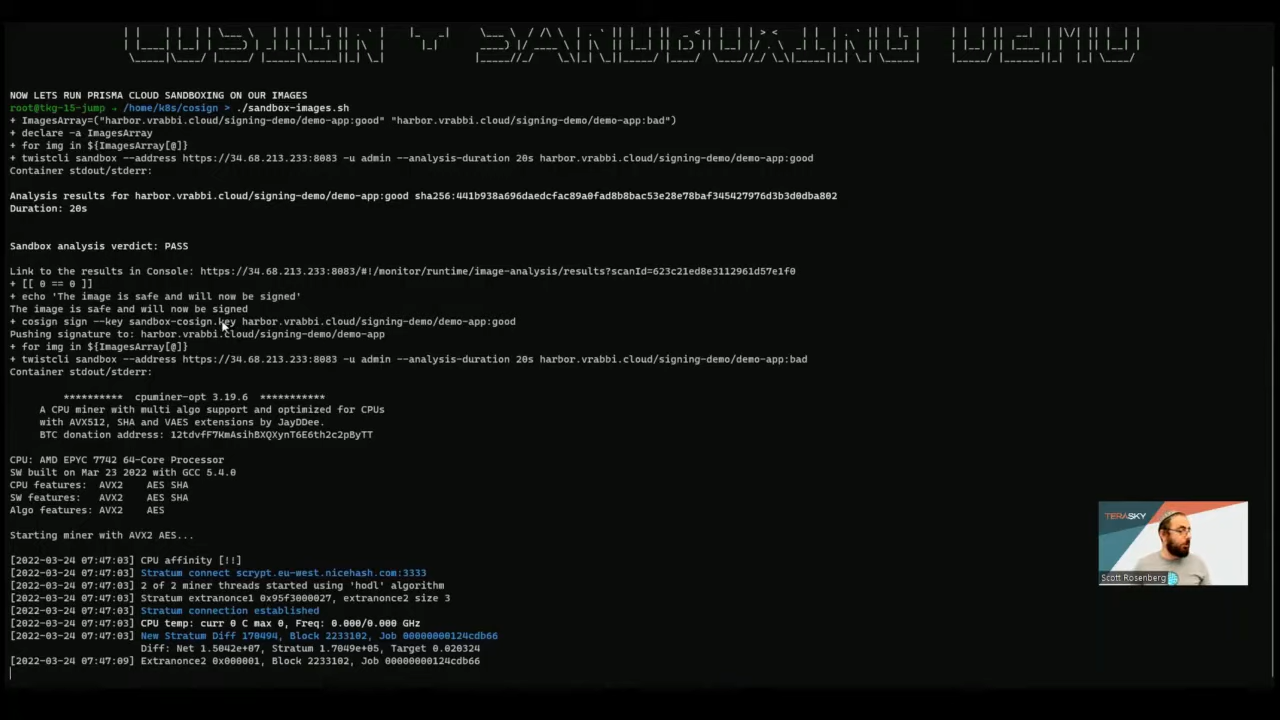 COSIGN Y SANDBOXING DEMO
NOW LETS RUN PRISMA CLOUD SANDBOXING ON OUR IMAGES
root@tkg-15-jump → /home/k8s/cosign > ./sandbox-images.sh
+ ImagesArray=("harbor.vrabbi.cloud/signing-demo/demo-app:good" "harbor.vrabbi.cloud/signing-demo/demo-app:bad")
+ declare -a ImagesArray
+ for img in ${ImagesArray[@]}
+ twistcli sandbox --address https://34.68.213.233:8083 -u admin --analysis-duration 20s harbor.vrabbi.cloud/signing-demo/demo-app:good
Container stdout/stderr:
Analysis results for harbor.vrabbi.cloud/signing-demo/demo-app:good sha256:441b938a696daedcfac89a0fad8b8bac53e28e78baf345427976d3b3d0dba802
Duration: 20s
Sandbox analysis verdict: PASS
Link to the results in Console: https://34.68.213.233:8083/#!/monitor/runtime/image-analysis/results?scanId=623c21ed8e3112961d57e1f0
+ [[ 0 == 0 ]]
+ echo 'The image is safe and will now be signed'
The image is safe and will now be signed
+ cosign sign --key sandbox-cosign.key harbor.vrabbi.cloud/signing-demo/demo-app:good
Pushing signature to: harbor.vrabbi.cloud/signing-demo/demo-app
+ for img in ${ImagesArray[@]}
+ twistcli sandbox --address https://34.68.213.233:8083 -u admin --analysis-duration 20s harbor.vrabbi.cloud/signing-demo/demo-app:bad
Container stdout/stderr:
********** cpuminer-opt 3.19.6 ***********
A CPU miner with multi algo support and optimized for CPUs
with AVX512, SHA and VAES extensions by JayDDee.
BTC donation address: 12tdvfF7KmAsihBXQXynT6E6th2c2pByTT
CPU: AMD EPYC 7742 64-Core Processor
SW built on Mar 23 2022 with GCC 5.4.0
CPU features: AVX2 AES SHA
SW features: AVX2 AES SHA
Algo features: AVX2 AES
Starting miner with AVX2 AES...
[2022-03-24 07:47:03] CPU affinity [!!]
[2022-03-24 07:47:03] Stratum connect scrypt.eu-west.nicehash.com:3333
[2022-03-24 07:47:03] 2 of 2 miner threads started using 'hodl' algorithm
[2022-03-24 07:47:03] Stratum extranonce1 0x95f3000027, extranonce2 size 3
[2022-03-24 07:47:03] Stratum connection established
[2022-03-24 07:47:03] CPU temp: curr 0 C max 0, Freq: 0.000/0.000 GHz
[2022-03-24 07:47:03] New Stratum Diff 170494, Block 2233102, Job 00000000124cdb66
Diff: Net 1.5042e+07, Stratum 1.7049e+05, Target 0.020324
[2022-03-24 07:47:09] Extranonce2 0x000001, Block 2233102, Job 00000000124cdb66
TERASKY
Scott Rosenberg